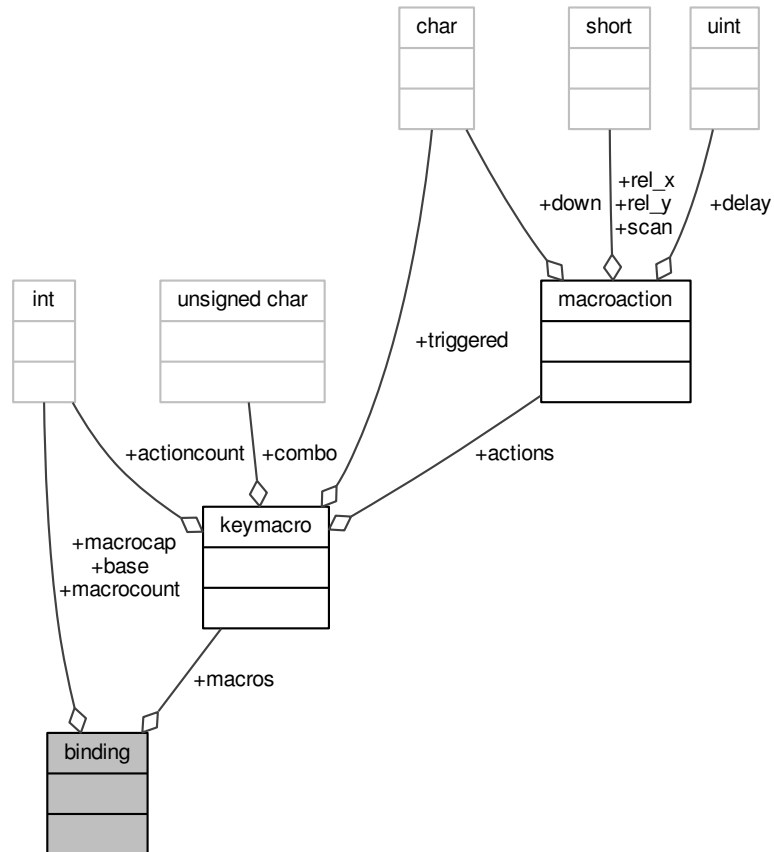 char
short
uint
+rel_x
+down
+rel_y
+delay
+scan
int
unsigned char
macroaction
+triggered
+actioncount
+combo
+actions
keymacro
+macrocap
+base
+macrocount
+macros
binding